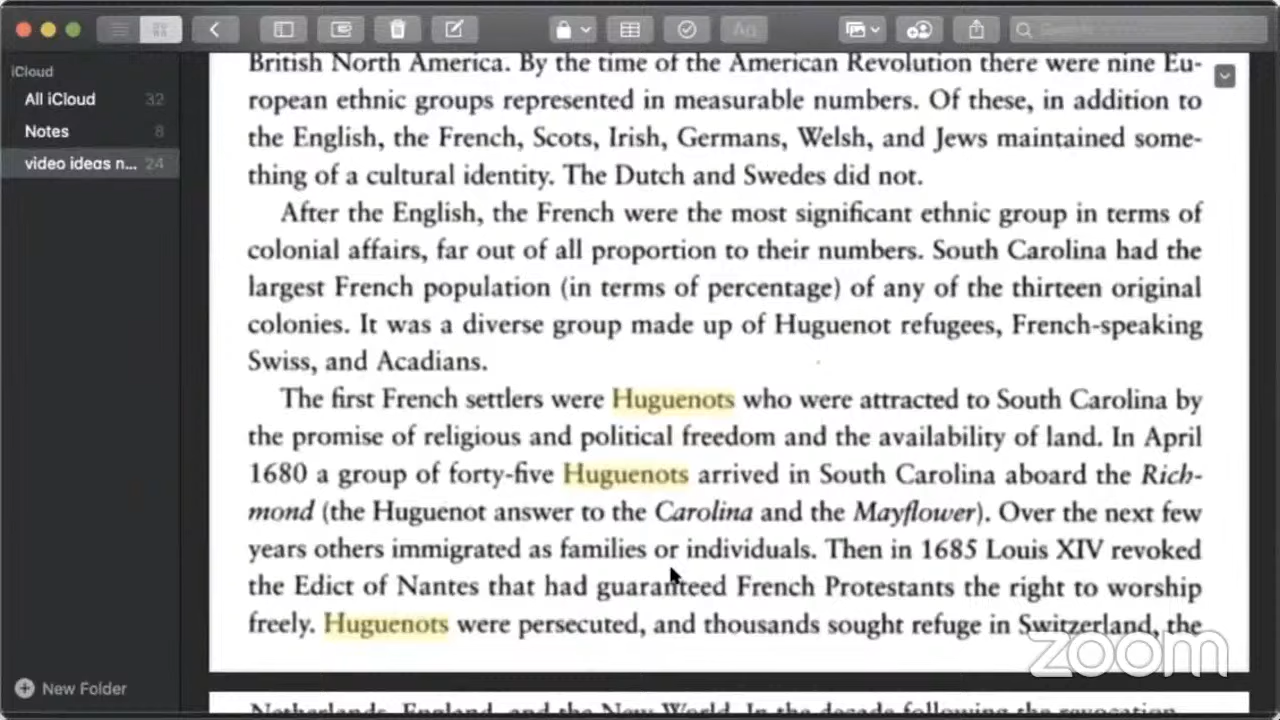 iCloud
All iCloud 32
Notes 8
video ideas n... 24
New Folder
Aa
British North America. By the time of the American Revolution there were nine Eu-
ropean ethnic groups represented in measurable numbers. Of these, in addition to
the English, the French, Scots, Irish, Germans, Welsh, and Jews maintained some-
thing of a cultural identity. The Dutch and Swedes did not.
After the English, the French were the most significant ethnic group in terms of
colonial affairs, far out of all proportion to their numbers. South Carolina had the
largest French population (in terms of percentage) of any of the thirteen original
colonies. It was a diverse group made up of Huguenot refugees, French-speaking
Swiss, and Acadians.
The first French settlers were Huguenots who were attracted to South Carolina by
the promise of religious and political freedom and the availability of land. In April
1680 a group of forty-five Huguenots arrived in South Carolina aboard the Rich-
mond (the Huguenot answer to the Carolina and the Mayflower). Over the next few
years others immigrated as families or individuals. Then in 1685 Louis XIV revoked
the Edict of Nantes that had guaranteed French Protestants the right to worship
freely. Huguenots were persecuted, and thousands sought refuge in Switzerland, the
zoom
Netherlands, England, and the New World. In the decade following the revocation